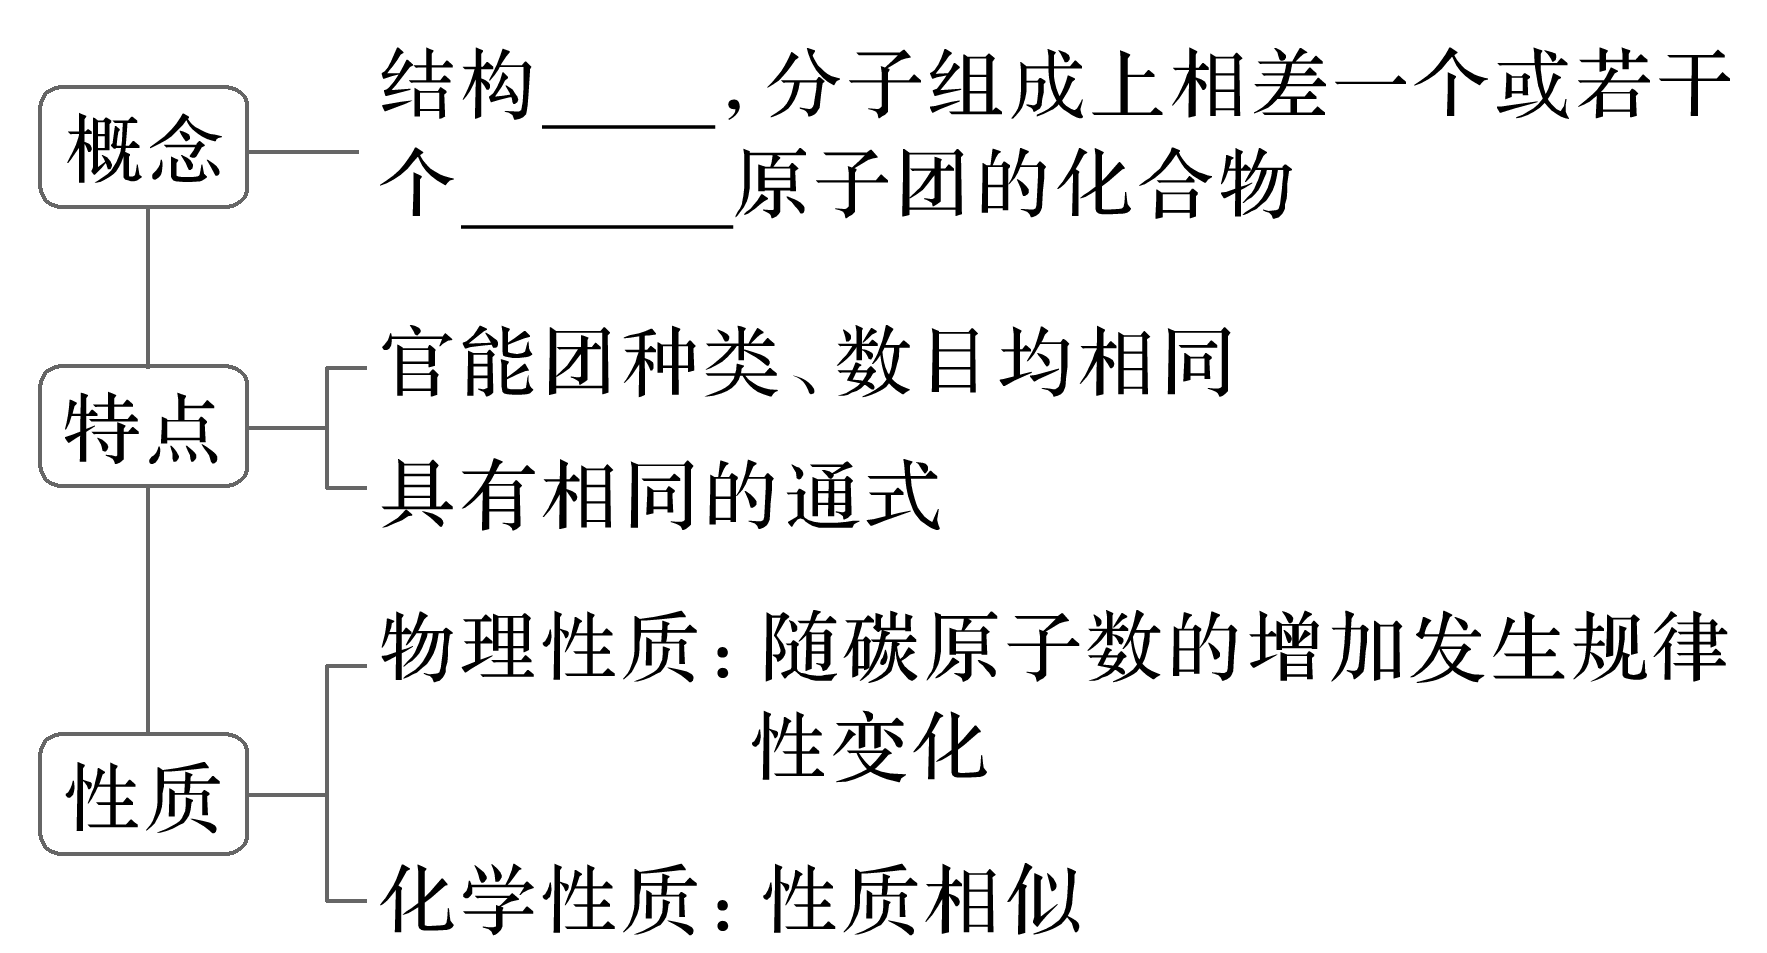 概念
结构____,分子组成上相差一个或若干
个______原子团的化合物
特点
官能团种类、数目均相同
具有相同的通式
性质
物理性质:随碳原子数的增加发生规律
性变化
化学性质:性质相似